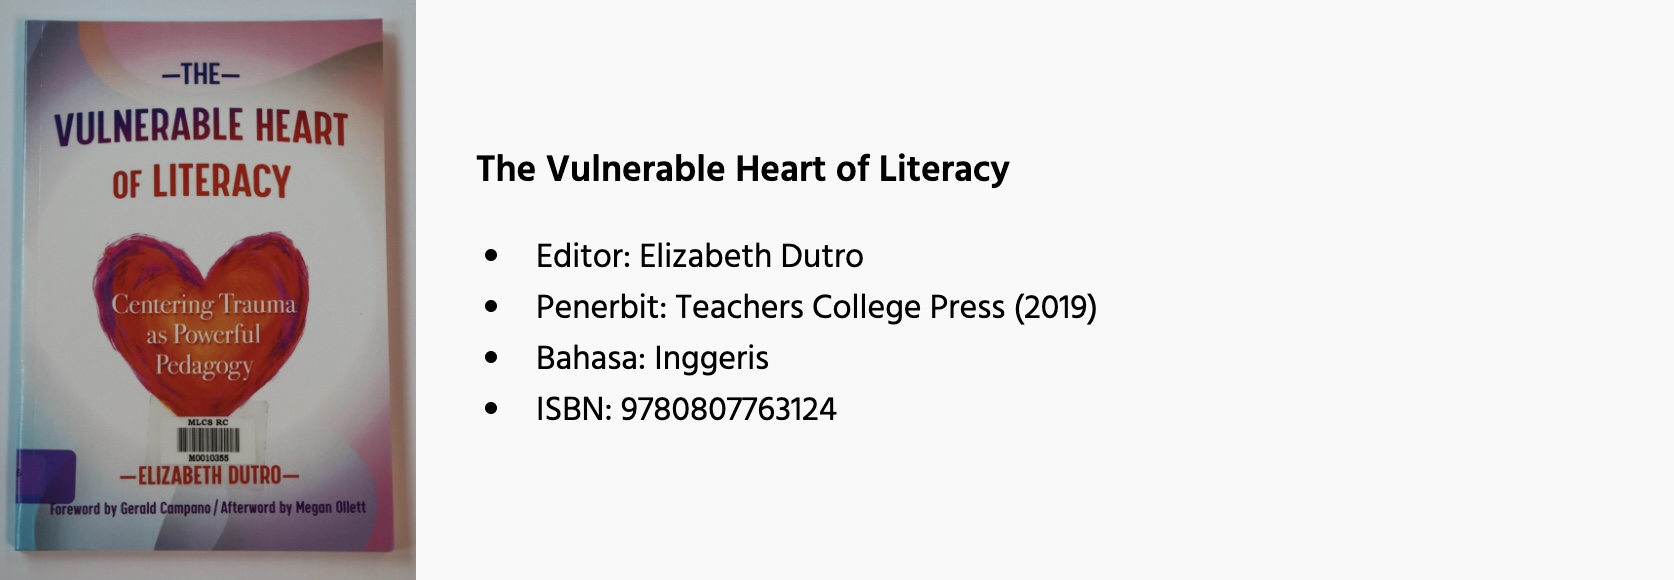 —THE—
VULNERABLE HEART
OF LITERACY
Centering Trauma
as Powerful
Pedagogy
MLCS RC
M0010355
—ELIZABETH DUTRO—
Foreword by Gerald Campano / Afterword by Megan Ollett
The Vulnerable Heart of Literacy
• Editor: Elizabeth Dutro
• Penerbit: Teachers College Press (2019)
• Bahasa: Inggeris
• ISBN: 9780807763124